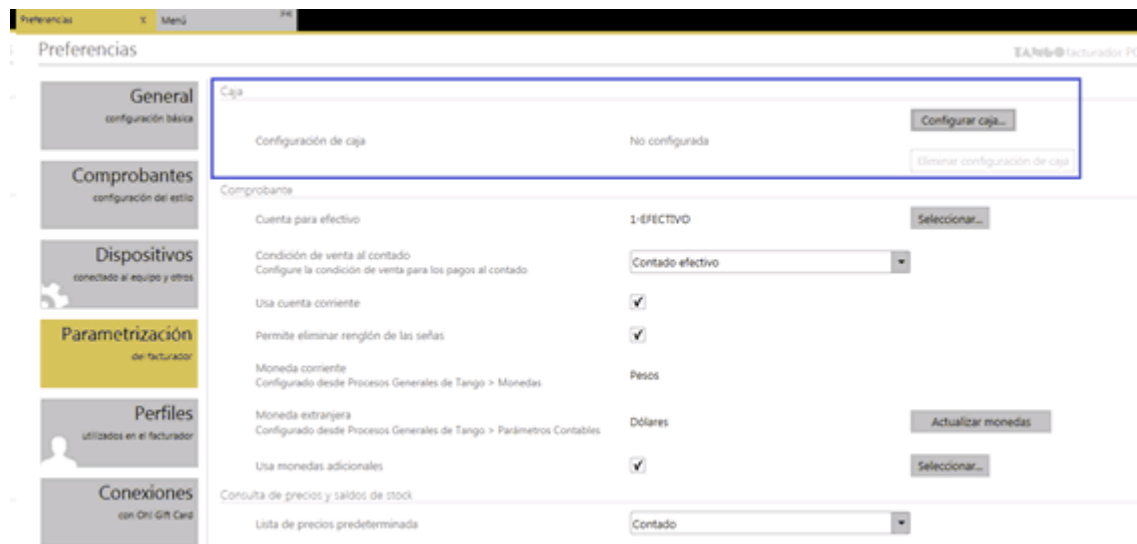 Preferencias x Menú
Preferencias
TANGO facturador PO
General
configuración básica
Comprobantes
configuración del estilo
Dispositivos
conectado al equipo y otros
Parametrización
del facturador
Perfiles
utilizados en el facturador
Conexiones
con Oh! Gift Card
Caja
Configuración de caja No configurada Configurar caja...
Eliminar configuración de caja
Comprobante
Cuenta para efectivo 1-EFECTIVO Seleccionar...
Condición de venta al contado
Configure la condición de venta para los pagos al contado
Contado efectivo
Usa cuenta corriente
Permite eliminar renglón de las señas
Moneda corriente
Configurado desde Procesos Generales de Tango > Monedas
Pesos
Moneda extranjera
Configurado desde Procesos Generales de Tango > Parámetros Contables
Dólares Actualizar monedas
Usa monedas adicionales Seleccionar...
Consulta de precios y saldos de stock
Lista de precios predeterminada Contado